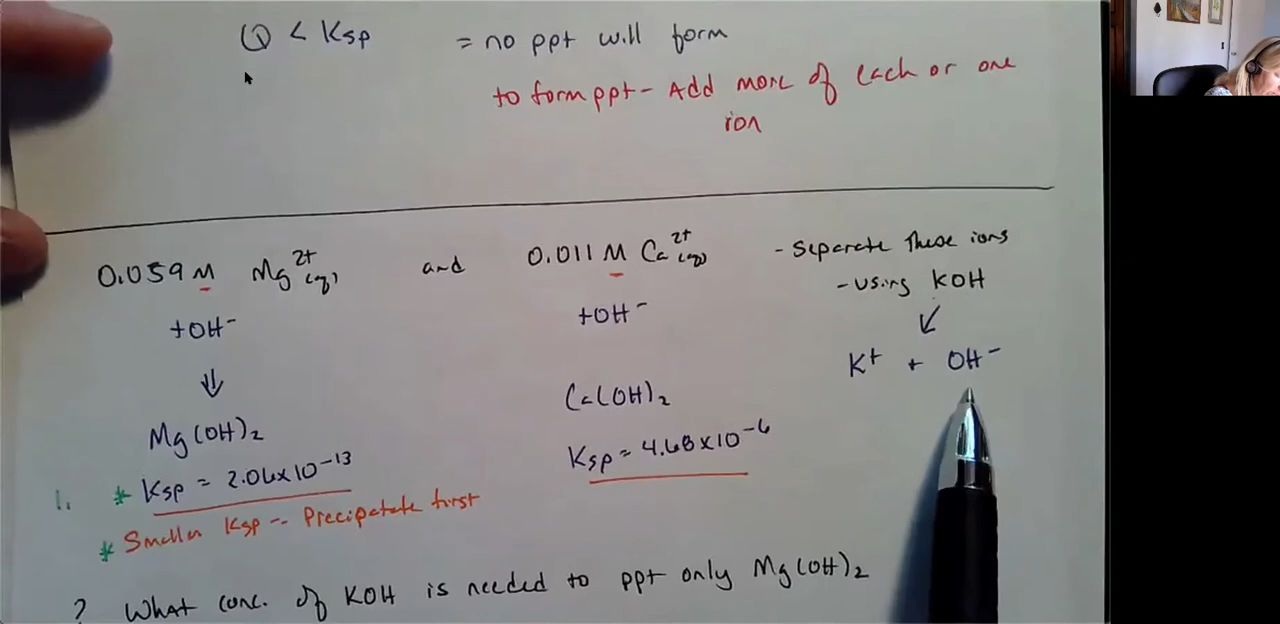 Q < Ksp = no ppt will form
to form ppt - Add more of each or one
ion
0.059 M Mg²⁺(aq) and 0.011 M Ca²⁺(aq) - Separate these ions
- using KOH
+OH⁻ +OH⁻
K⁺ + OH⁻
Mg(OH)₂ Ca(OH)₂
1. * Ksp = 2.06x10⁻¹³ Ksp = 4.68x10⁻⁶
* Smaller Ksp -- Precipatate first
? What conc. of KOH is needed to ppt only Mg(OH)₂